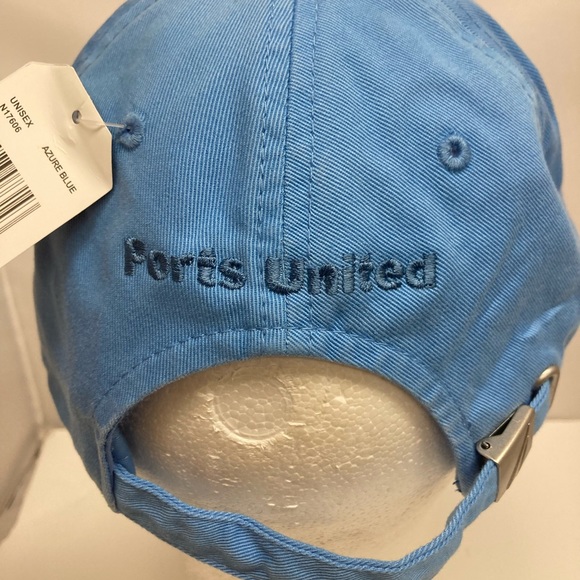 UNISEX
N17606
AZURE BLUE
Ports United